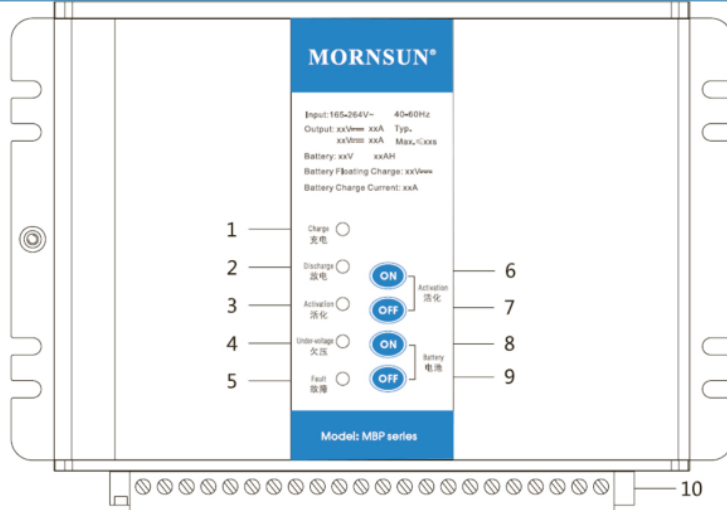 MORNSUN®
Input:165-264V~ 40-60Hz
Output: xxV⎓ xxA Typ.
xxV⎓ xxA Max.≤xxs
Battery: xxV xxAH
Battery Floating Charge: xxV⎓
Battery Charge Current: xxA
1 Charge
充电
2 Discharge
放电
3 Activation
活化
4 Under-voltage
欠压
5 Fault
故障
ON 6
Activation
活化
OFF 7
ON 8
Battery
电池
OFF 9
Model: MBP series
10